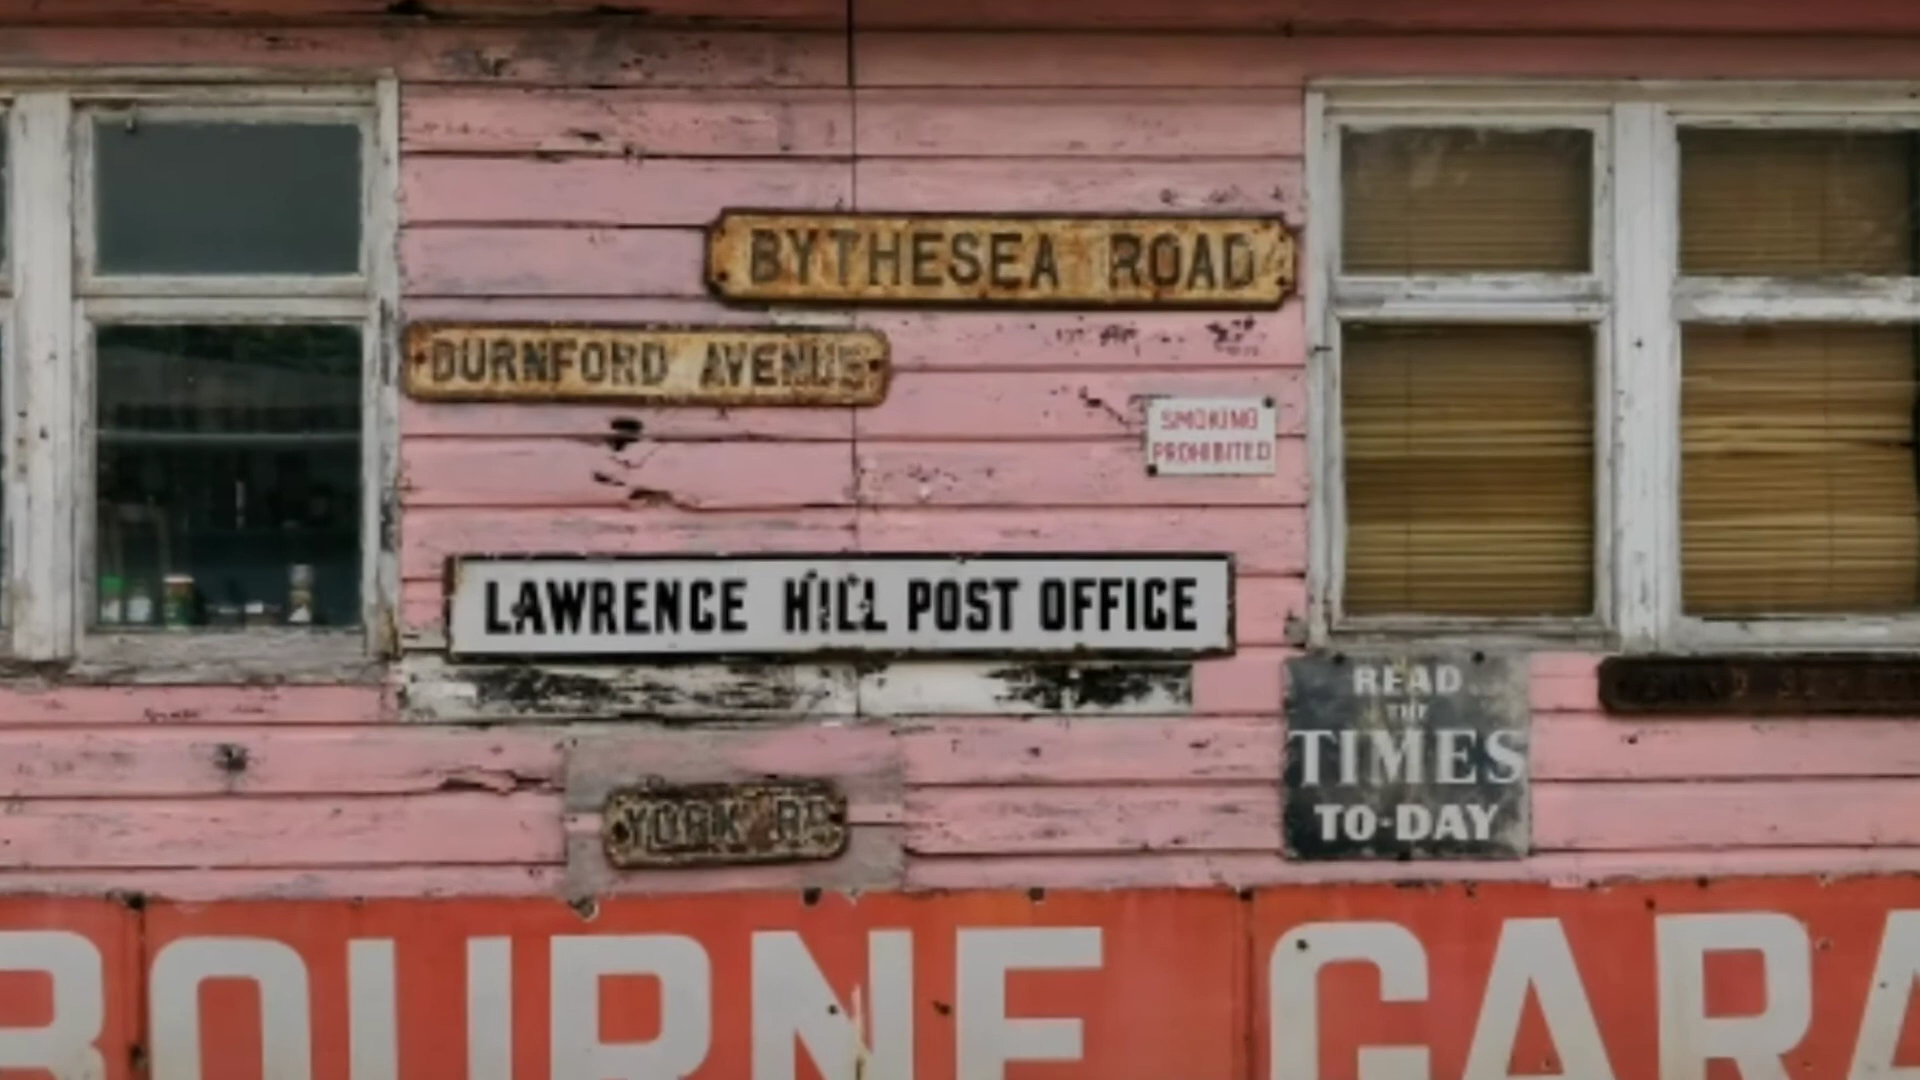 BYTHESEA ROAD
DURNFORD AVENUE
SMOKING
PROHIBITED
LAWRENCE HILL POST OFFICE
READ
THE
TIMES
TO-DAY
YORK RD
BOURNE GARA